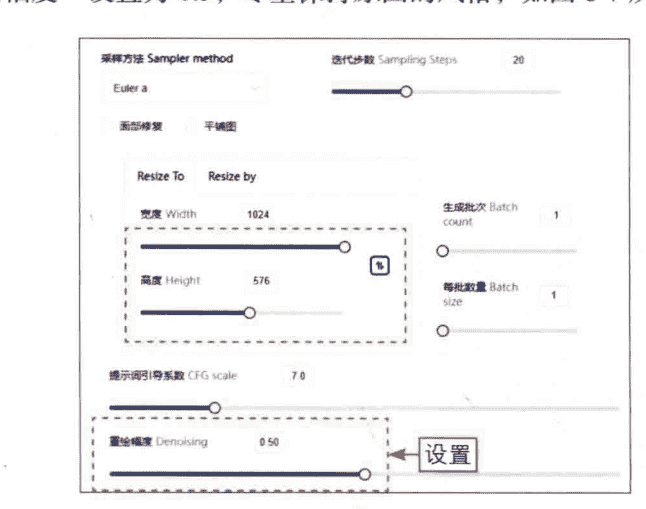 采样方法 Sampler method
迭代步数 Sampling Steps 20
Euler a
面部修复 平铺图
Resize To Resize by
宽度 Width 1024
生成批次 Batch count 1
高度 Height 576
每批数量 Batch size 1
提示词引导系数 CFG scale 7.0
重绘幅度 Denoising 0.50
设置